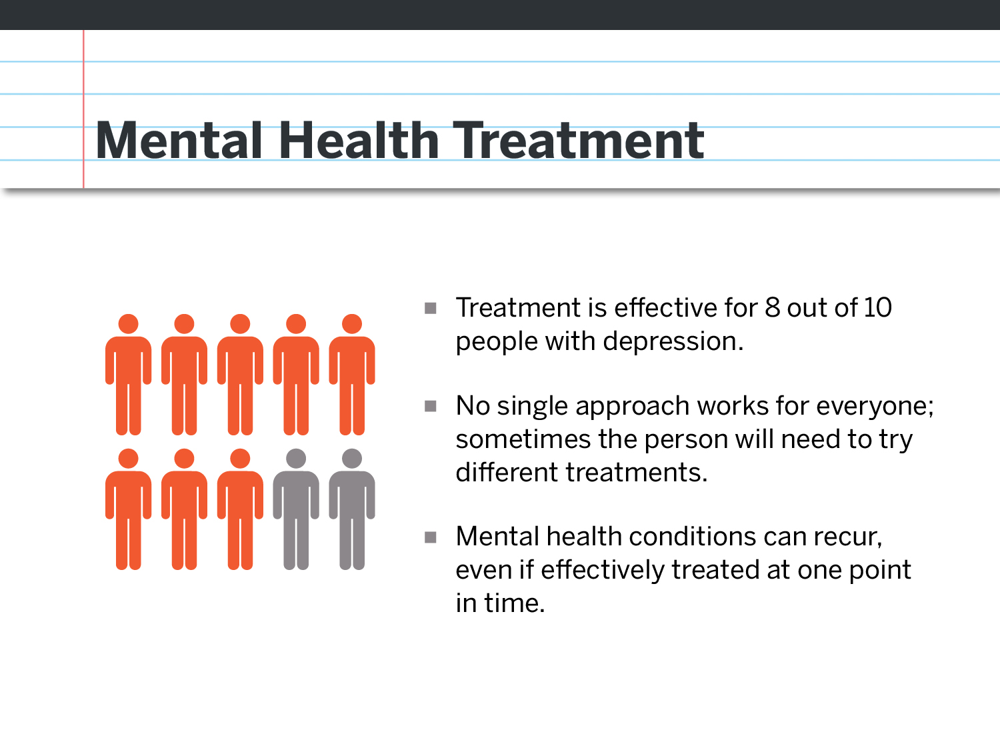 Mental Health Treatment
Treatment is effective for 8 out of 10
people with depression.
No single approach works for everyone;
sometimes the person will need to try
different treatments.
Mental health conditions can recur,
even if effectively treated at one point
in time.